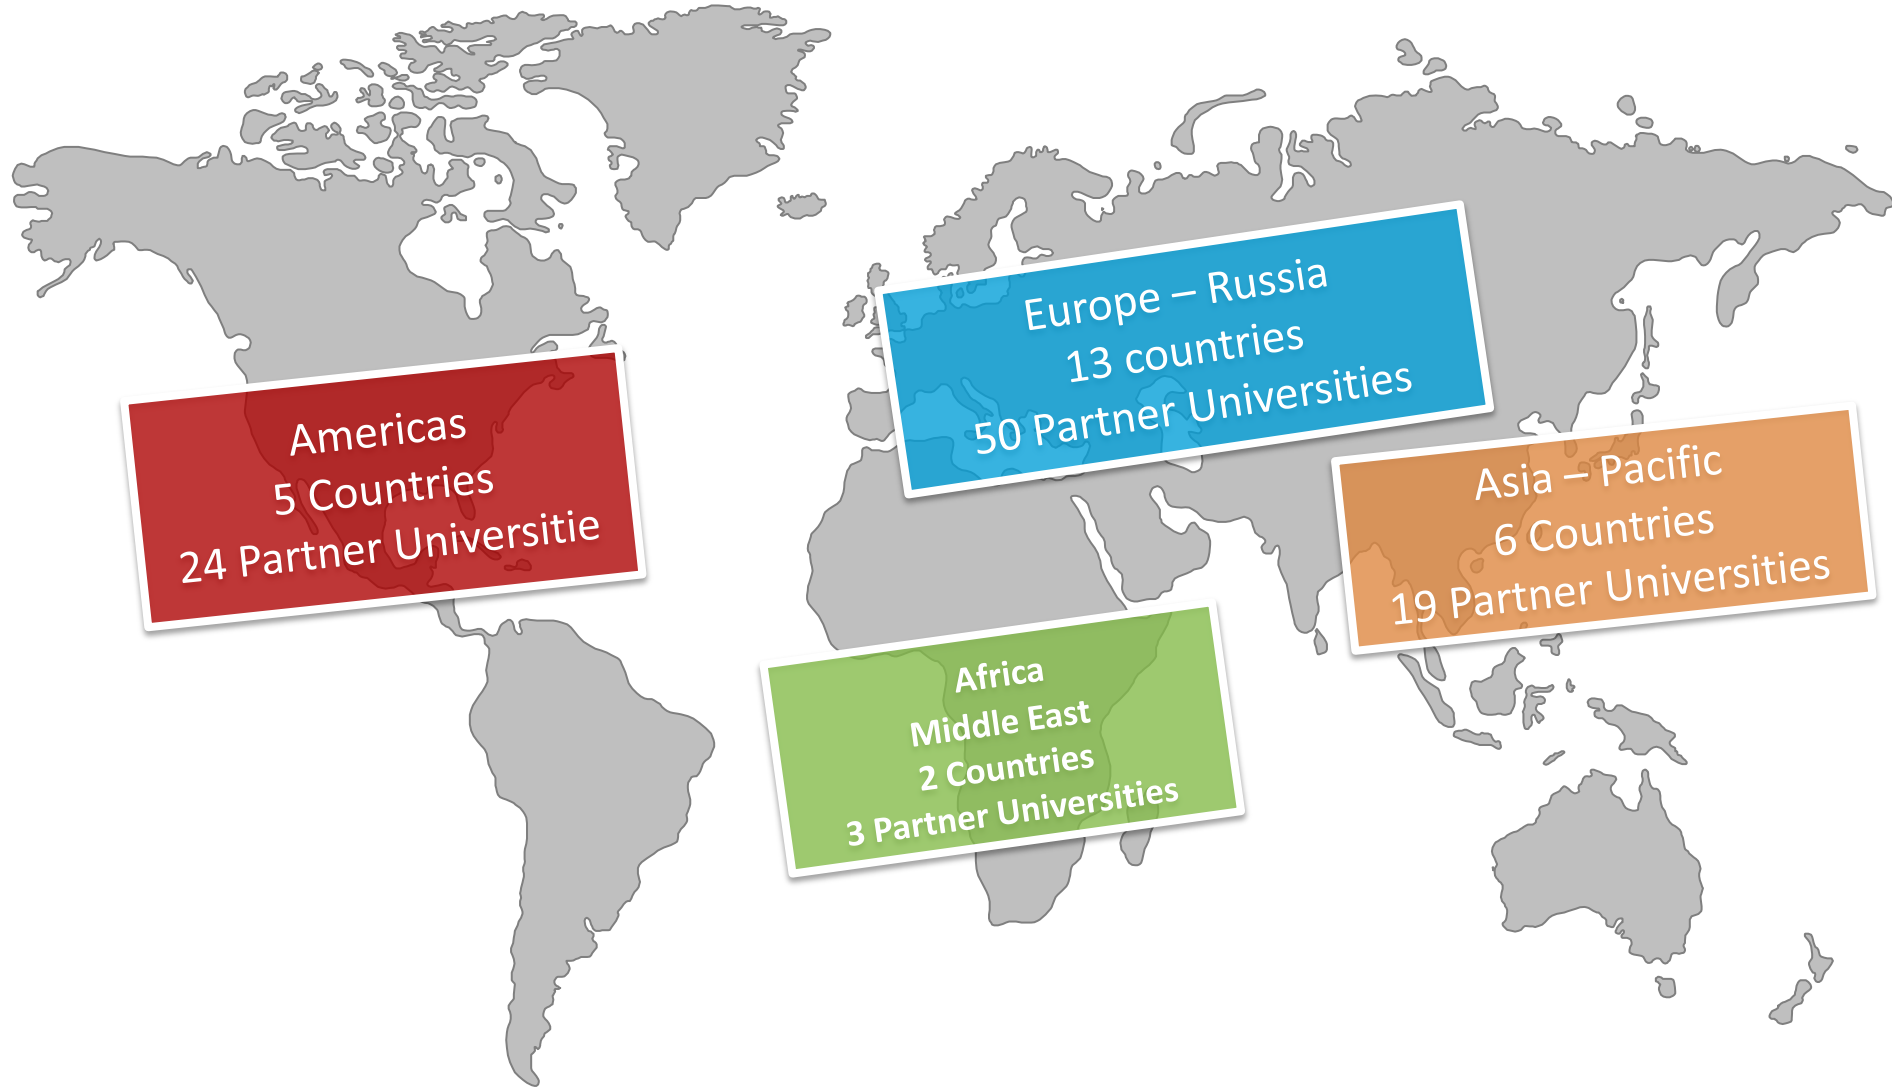 Europe – Russia
13 countries
50 Partner Universities
Americas
5 Countries
24 Partner Universitie
Asia – Pacific
6 Countries
19 Partner Universities
Africa
Middle East
2 Countries
3 Partner Universities